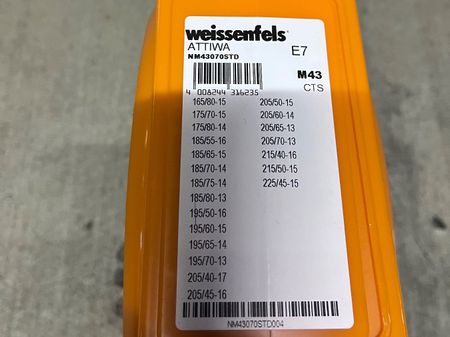 weissenfels®
ATTIWA
E7
NM43070STD
M43
CTS
4 008244 316235
165/80-15
175/70-15
175/80-14
185/55-16
185/65-15
185/70-14
185/75-14
185/80-13
195/50-16
195/60-15
195/65-14
195/70-13
205/40-17
205/45-16
205/50-15
205/60-14
205/65-13
205/70-13
215/40-16
215/50-15
225/45-15
NM43070STD004